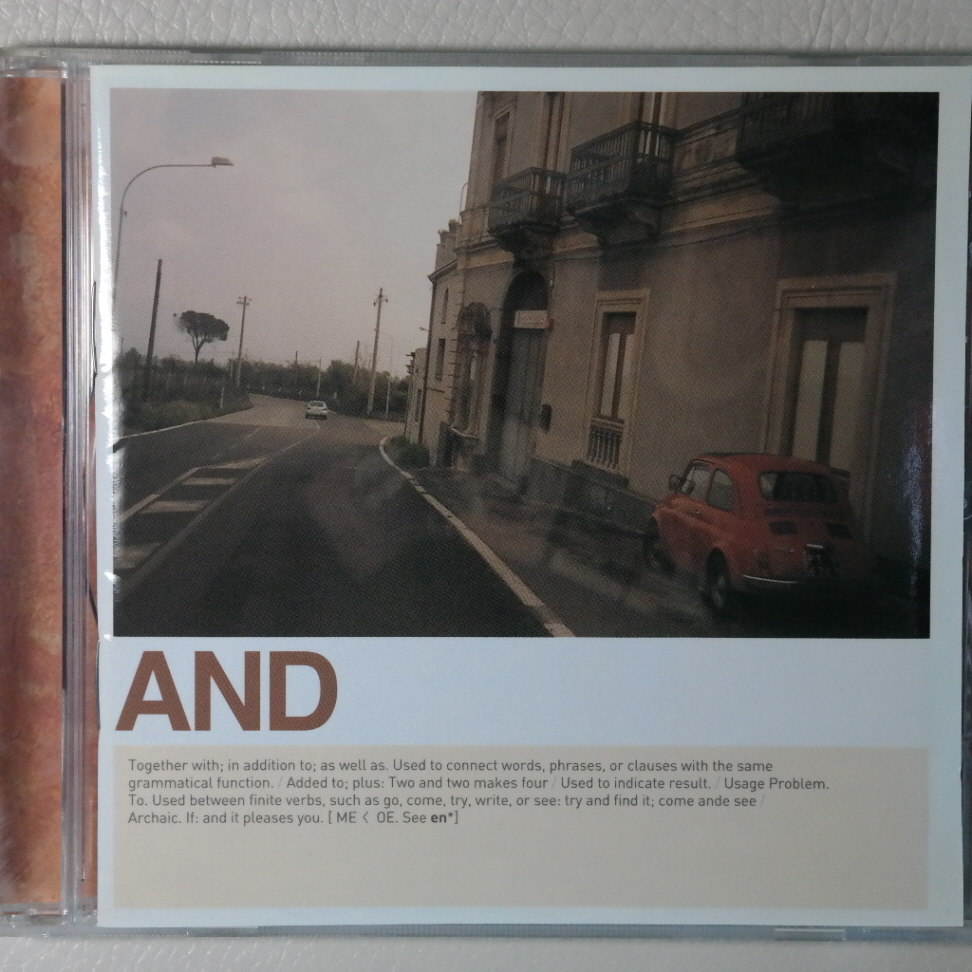 AND
Together with; in addition to; as well as. Used to connect words, phrases, or clauses with the same
grammatical function. / Added to; plus: Two and two makes four / Used to indicate result. / Usage Problem.
To. Used between finite verbs, such as go, come, try, write, or see: try and find it; come ande see /
Archaic. If: and it pleases you. [ ME < OE. See en*]